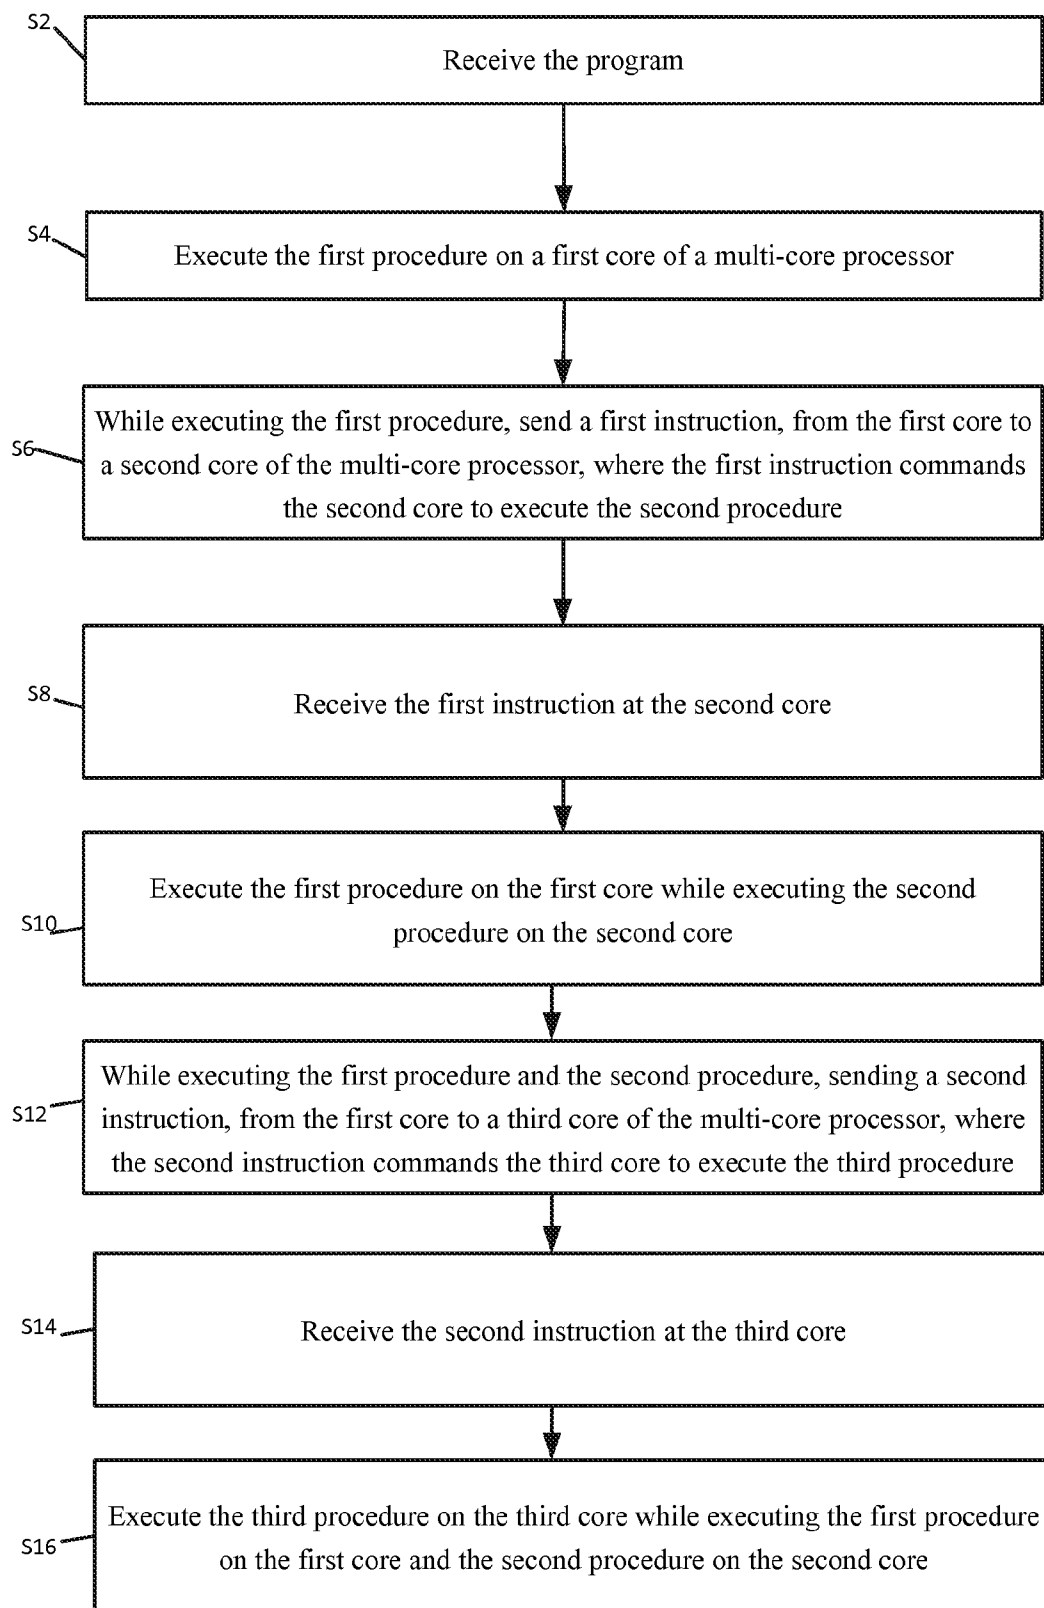 S2
Receive the program
S4
Execute the first procedure on a first core of a multi-core processor
While executing the first procedure, send a first instruction, from the first core to
S6
a second core of the multi-core processor, where the first instruction commands
the second core to execute the second procedure
S8
Receive the first instruction at the second core
Execute the first procedure on the first core while executing the second
S10
procedure on the second core
While executing the first procedure and the second procedure, sending a second
S12
instruction, from the first core to a third core of the multi-core processor, where
the second instruction commands the third core to execute the third procedure
S14
Receive the second instruction at the third core
Execute the third procedure on the third core while executing the first procedure
S16
on the first core and the second procedure on the second core